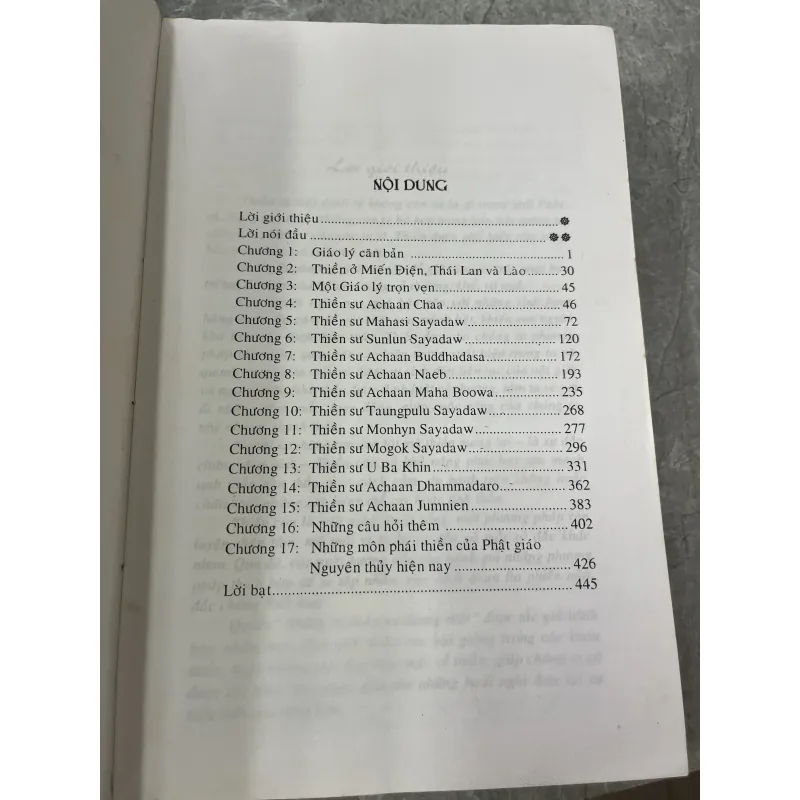 NỘI DUNG
Lời giới thiệu ........ ☸
Lời nói đầu ........ ☸ ☸
Chương 1: Giáo lý căn bản ........ 1
Chương 2: Thiền ở Miến Điện, Thái Lan và Lào ........ 30
Chương 3: Một Giáo lý trọn vẹn ........ 45
Chương 4: Thiền sư Achaan Chaa ........ 46
Chương 5: Thiền sư Mahasi Sayadaw ........ 72
Chương 6: Thiền sư Sunlun Sayadaw ........ 120
Chương 7: Thiền sư Achaan Buddhadasa ........ 172
Chương 8: Thiền sư Achaan Naeb ........ 193
Chương 9: Thiền sư Achaan Maha Boowa ........ 235
Chương 10: Thiền sư Taungpulu Sayadaw ........ 268
Chương 11: Thiền sư Monhyn Sayadaw ........ 277
Chương 12: Thiền sư Mogok Sayadaw ........ 296
Chương 13: Thiền sư U Ba Khin ........ 331
Chương 14: Thiền sư Achaan Dhammadaro ........ 362
Chương 15: Thiền sư Achaan Jumnien ........ 383
Chương 16: Những câu hỏi thêm ........ 402
Chương 17: Những môn phái thiền của Phật giáo
Nguyên thủy hiện nay ........ 426
Lời bạt ........ 445